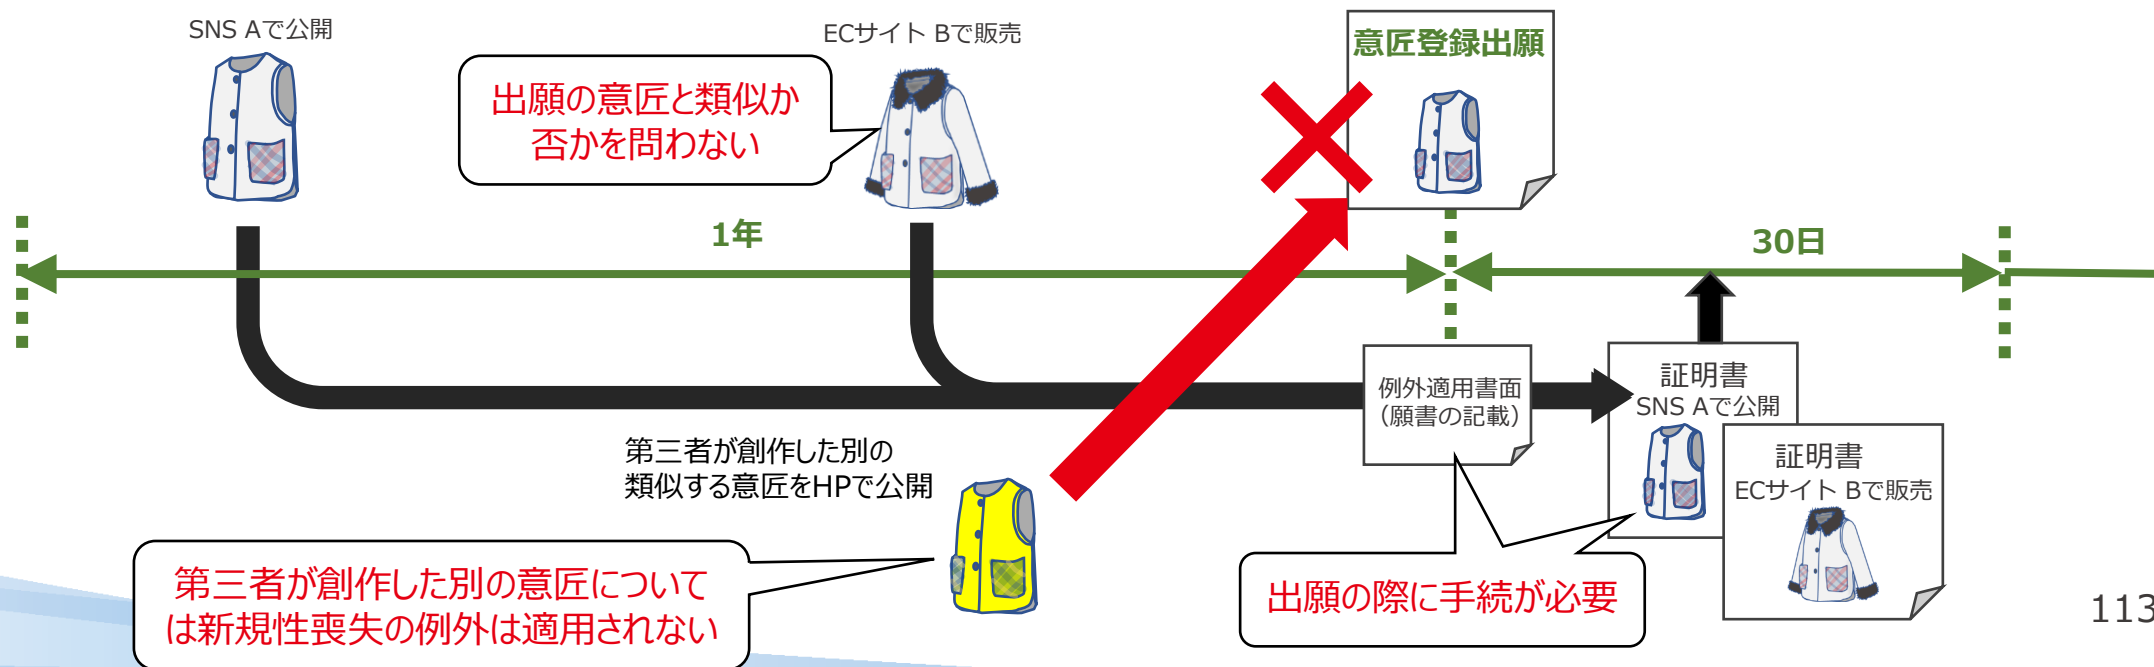 SNS Aで公開
ECサイト Bで販売
意匠登録出願
出願の意匠と類似か
否かを問わない
1年
30日
例外適用書面
（願書の記載）
証明書
SNS Aで公開
証明書
ECサイト Bで販売
第三者が創作した別の
類似する意匠をHPで公開
第三者が創作した別の意匠について
は新規性喪失の例外は適用されない
出願の際に手続が必要
113